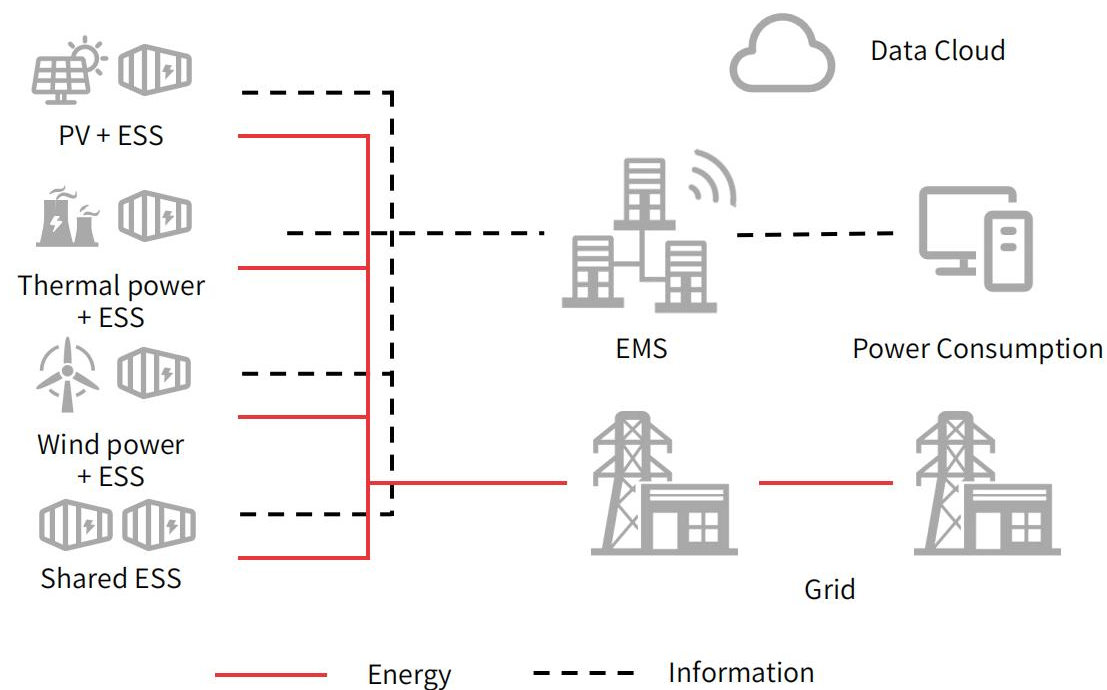 Data Cloud
PV + ESS
Thermal power
+ ESS
EMS
Power Consumption
Wind power
+ ESS
Shared ESS
Grid
Energy
Information